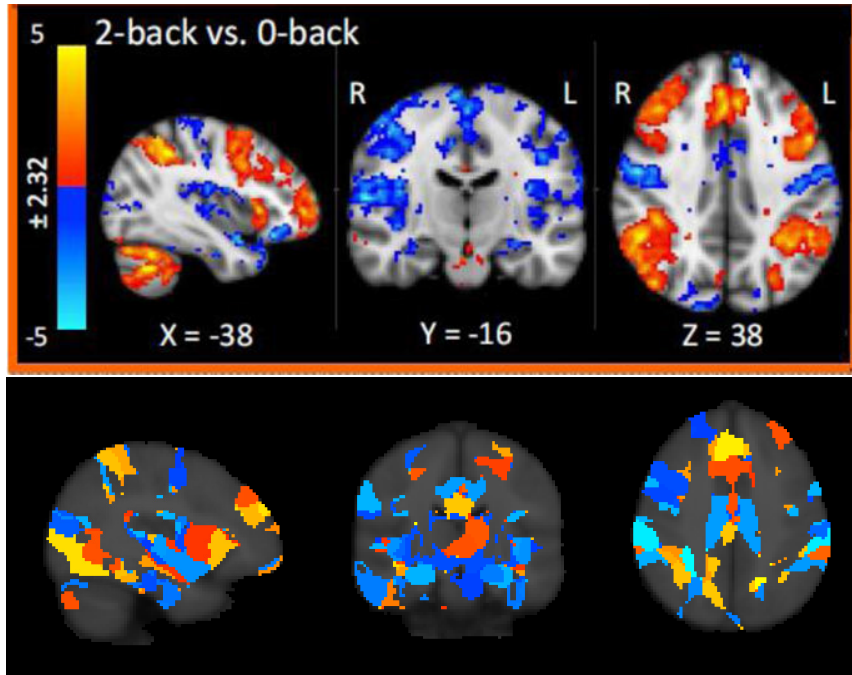 5
2-back vs. 0-back
R
L
R
L
± 2.32
-5
X = -38
Y = -16
Z = 38